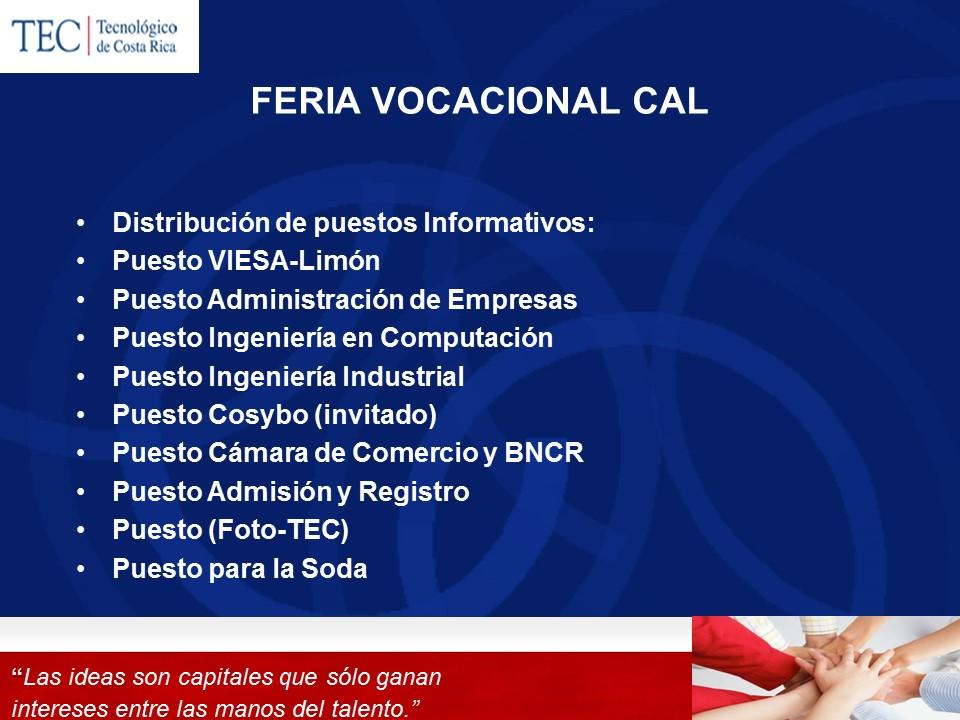 TEC | Tecnológico
de Costa Rica
FERIA VOCACIONAL CAL
• Distribución de puestos Informativos:
• Puesto VIESA-Limón
• Puesto Administración de Empresas
• Puesto Ingeniería en Computación
• Puesto Ingeniería Industrial
• Puesto Cosybo (invitado)
• Puesto Cámara de Comercio y BNCR
• Puesto Admisión y Registro
• Puesto (Foto-TEC)
• Puesto para la Soda
“Las ideas son capitales que sólo ganan
intereses entre las manos del talento.”